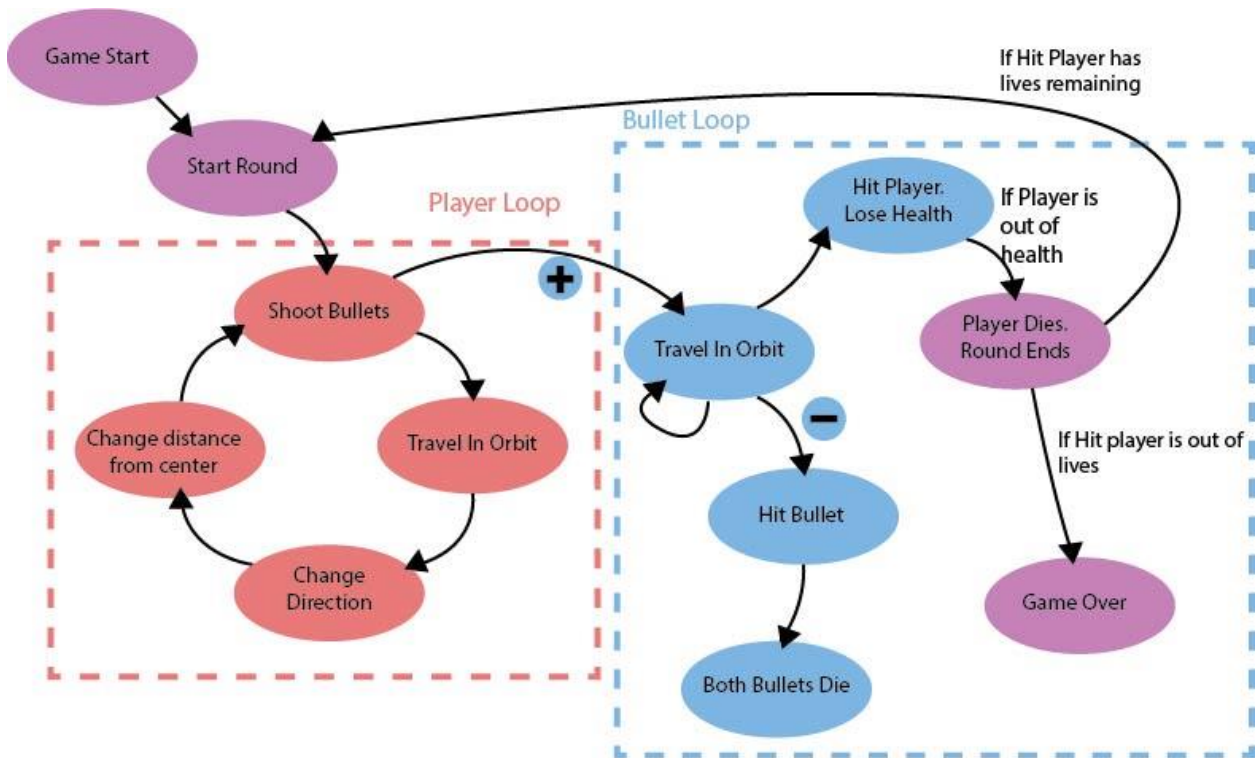 Game Start
If Hit Player has
lives remaining
Bullet Loop
Start Round
Player Loop
Hit Player.
Lose Health
If Player is
out of
health
+
Shoot Bullets
Travel In Orbit
Player Dies.
Round Ends
Change distance
from center
Travel In Orbit
−
If Hit player is out of
lives
Hit Bullet
Change
Direction
Game Over
Both Bullets Die